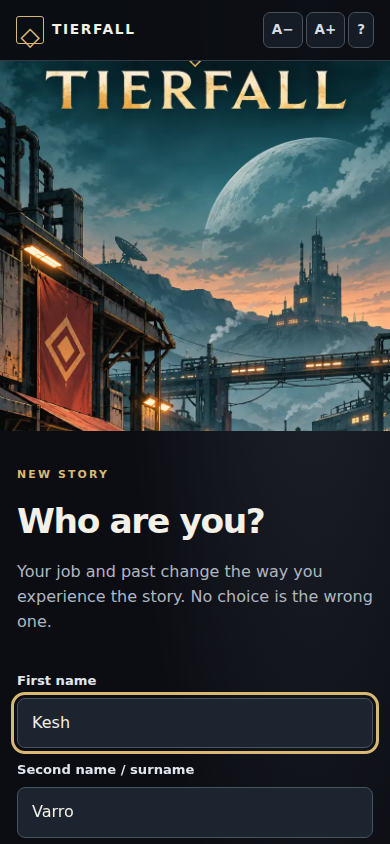 TIERFALL
A−
A+
?
TIERFALL
NEW STORY
Who are you?
Your job and past change the way you
experience the story. No choice is the wrong
one.
First name
Kesh
Second name / surname
Varro